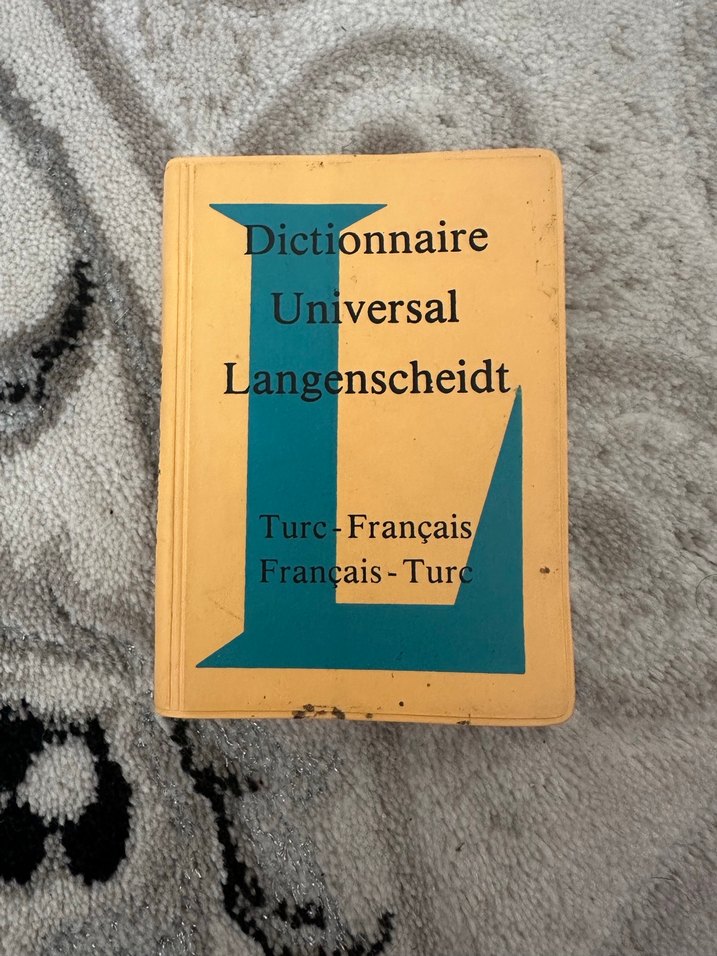 Dictionnaire
Universal
Langenscheidt
Turc-Français
Français-Turc